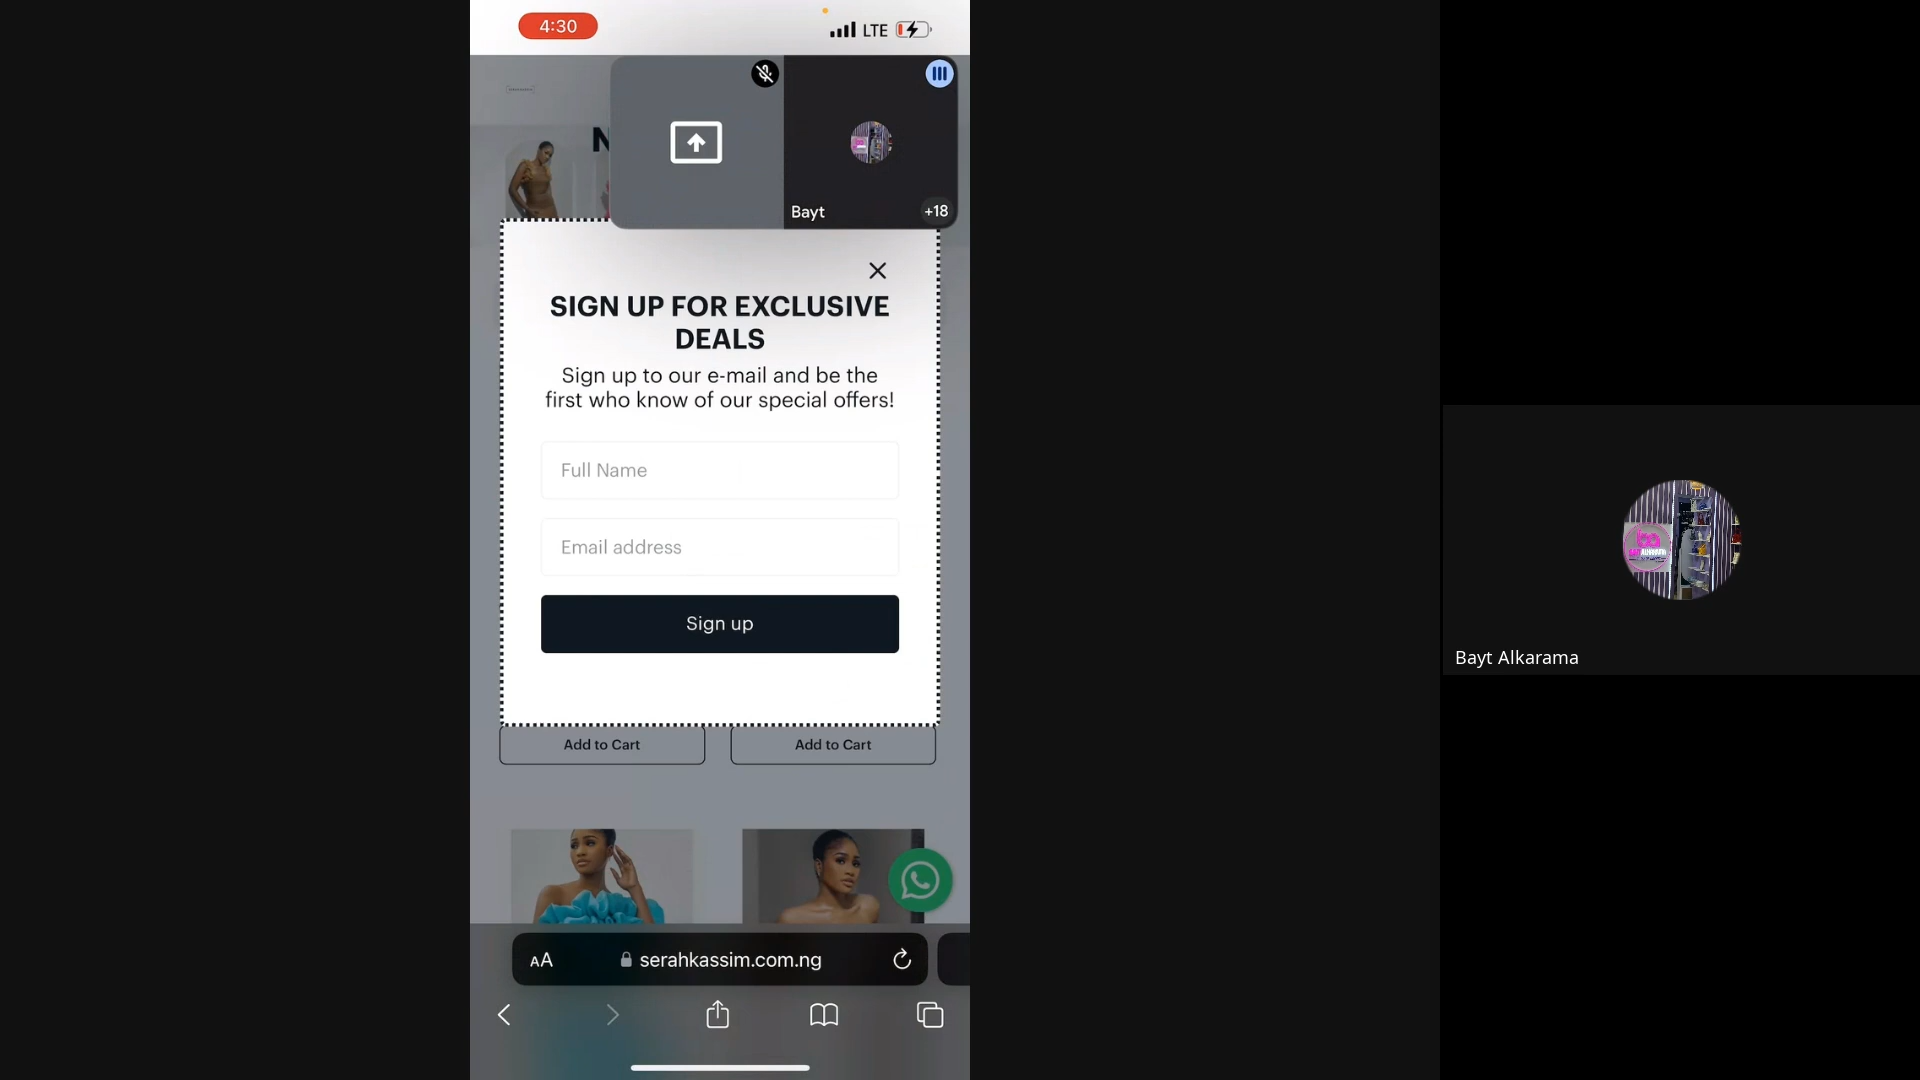 4:30
LTE
N
Bayt
+18
SIGN UP FOR EXCLUSIVE
DEALS
Sign up to our e-mail and be the
first who know of our special offers!
Full Name
Email address
Sign up
Add to Cart
Add to Cart
AA
serahkassim.com.ng
Bayt Alkarama